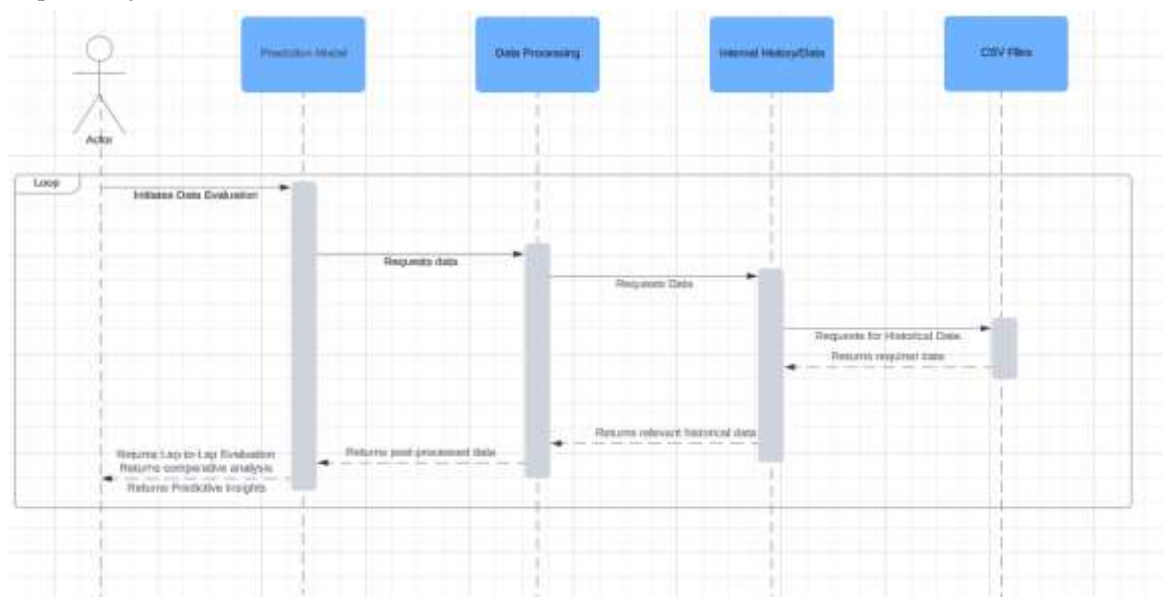 Prediction Model
Data Processing
Internal History/Data
CSV Files
Actor
Loop
Initiates Data Evaluation
Requests data
Requests Data
Requests for Historical Data
Returns required data
Returns relevant historical data
Returns post-processed data
Returns Lap-to-Lap Evaluation
Returns comparative analysis
Returns Predictive Insights